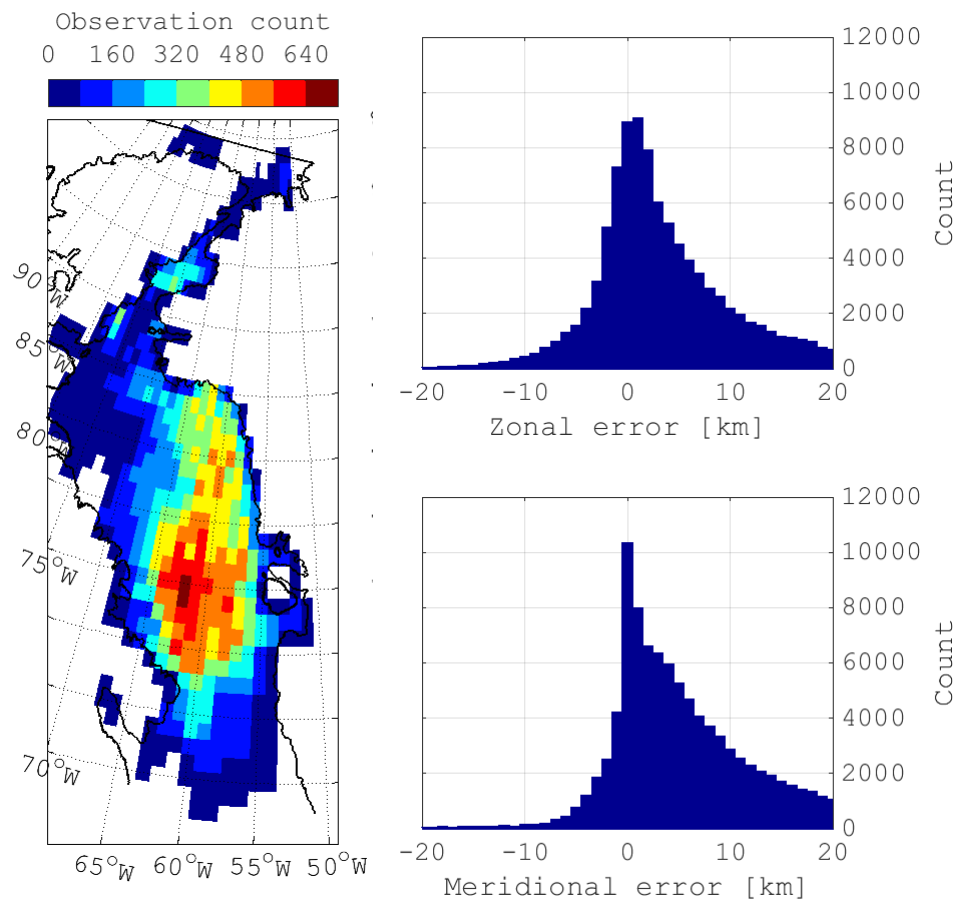 Observation count
0 160 320 480 640
90°W
85°W
80°W
75°W
70°W
65°W 60°W 55°W 50°W
12000
10000
8000
6000
4000
2000
0
Count
-20 -10 0 10 20
Zonal error [km]
12000
10000
8000
6000
4000
2000
0
Count
-20 -10 0 10 20
Meridional error [km]